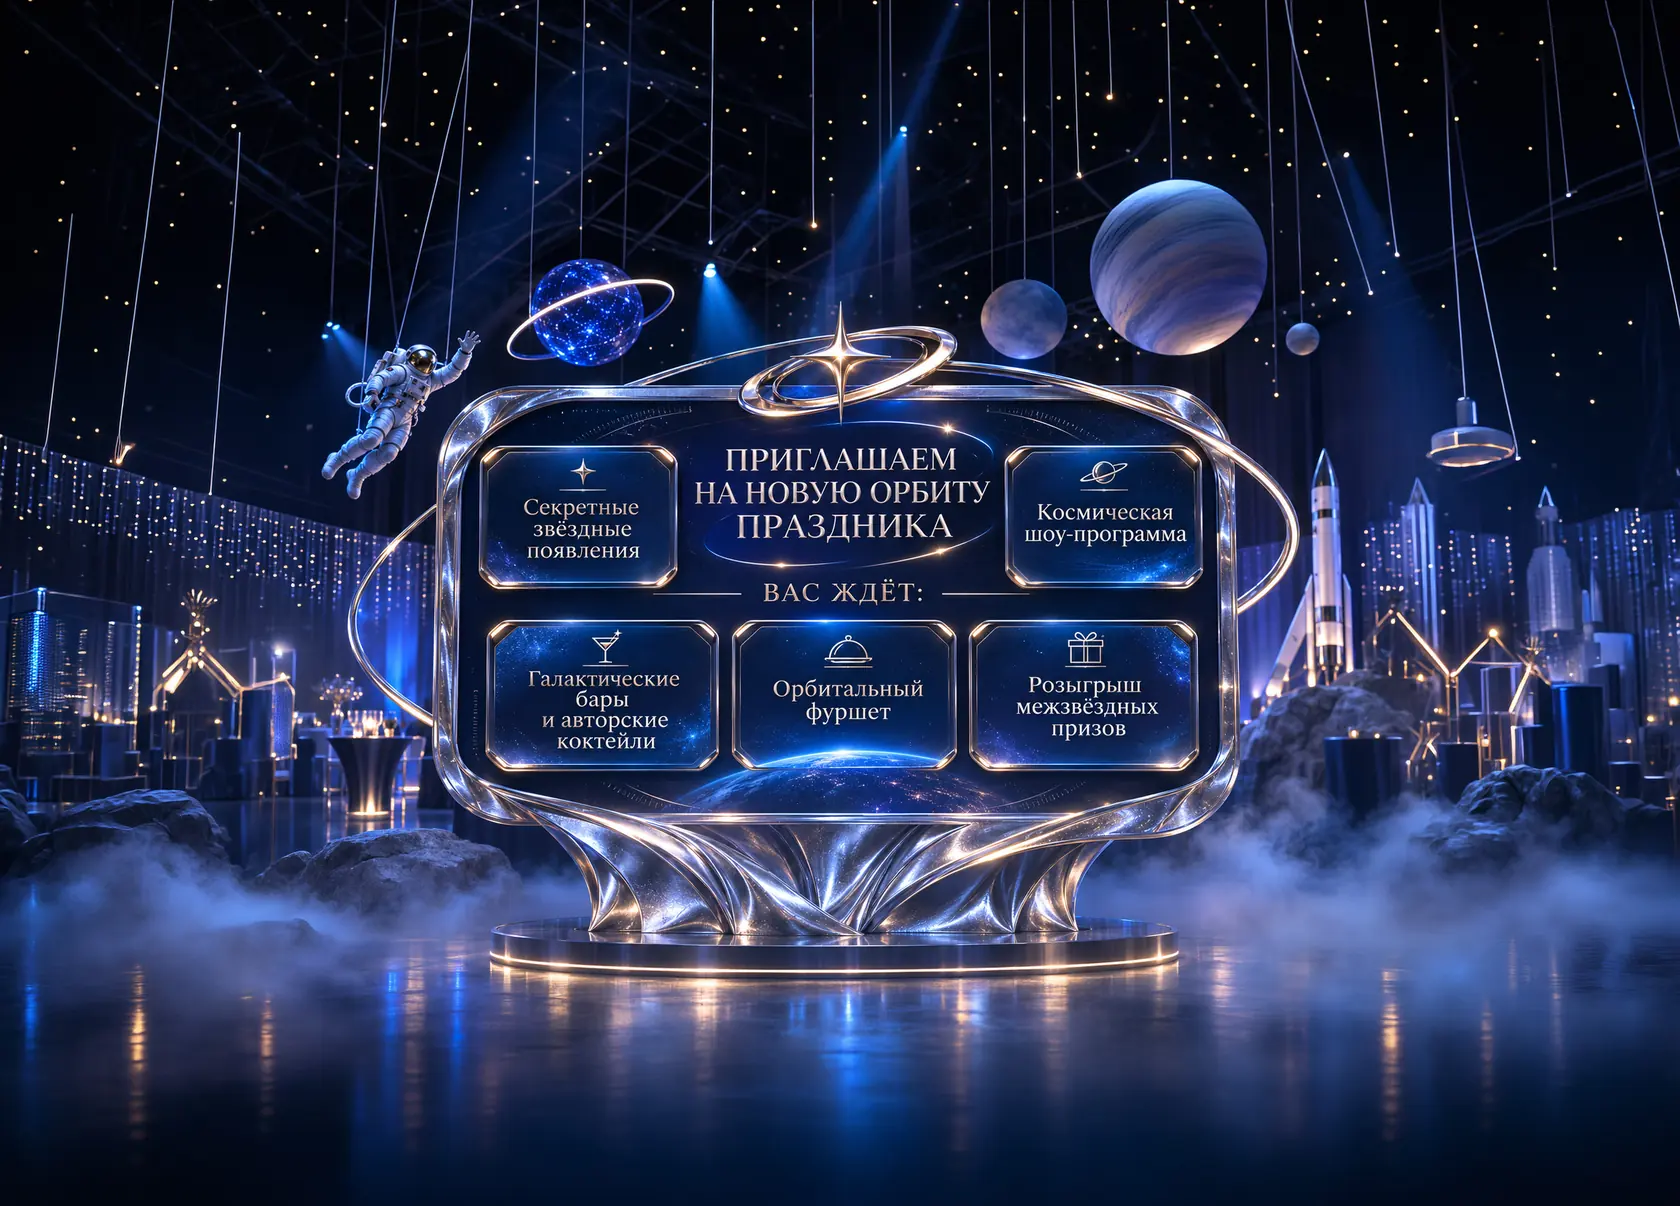 ПРИГЛАШАЕМ
НА НОВУЮ ОРБИТУ
ПРАЗДНИКА
ВАС ЖДЁТ:
Секретные
звёздные
появления
Космическая
шоу-программа
Галактические
бары
и авторские
коктейли
Орбитальный
фуршет
Розыгрыш
межзвёздных
призов